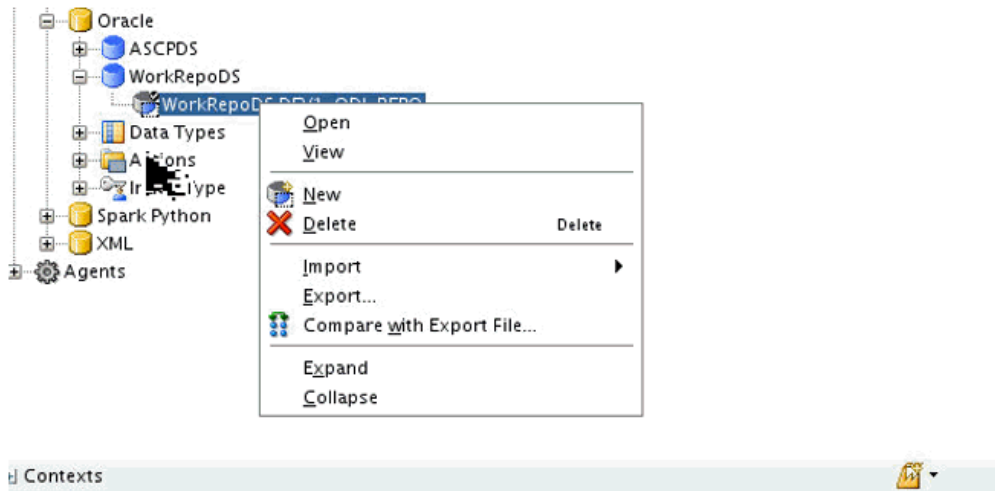 Oracle
ASCPDS
WorkRepoDS
Data Types
Spark Python
XML
Agents
Open
View
New
Delete Delete
Import
Export...
Compare with Export File...
Expand
Collapse
Contexts